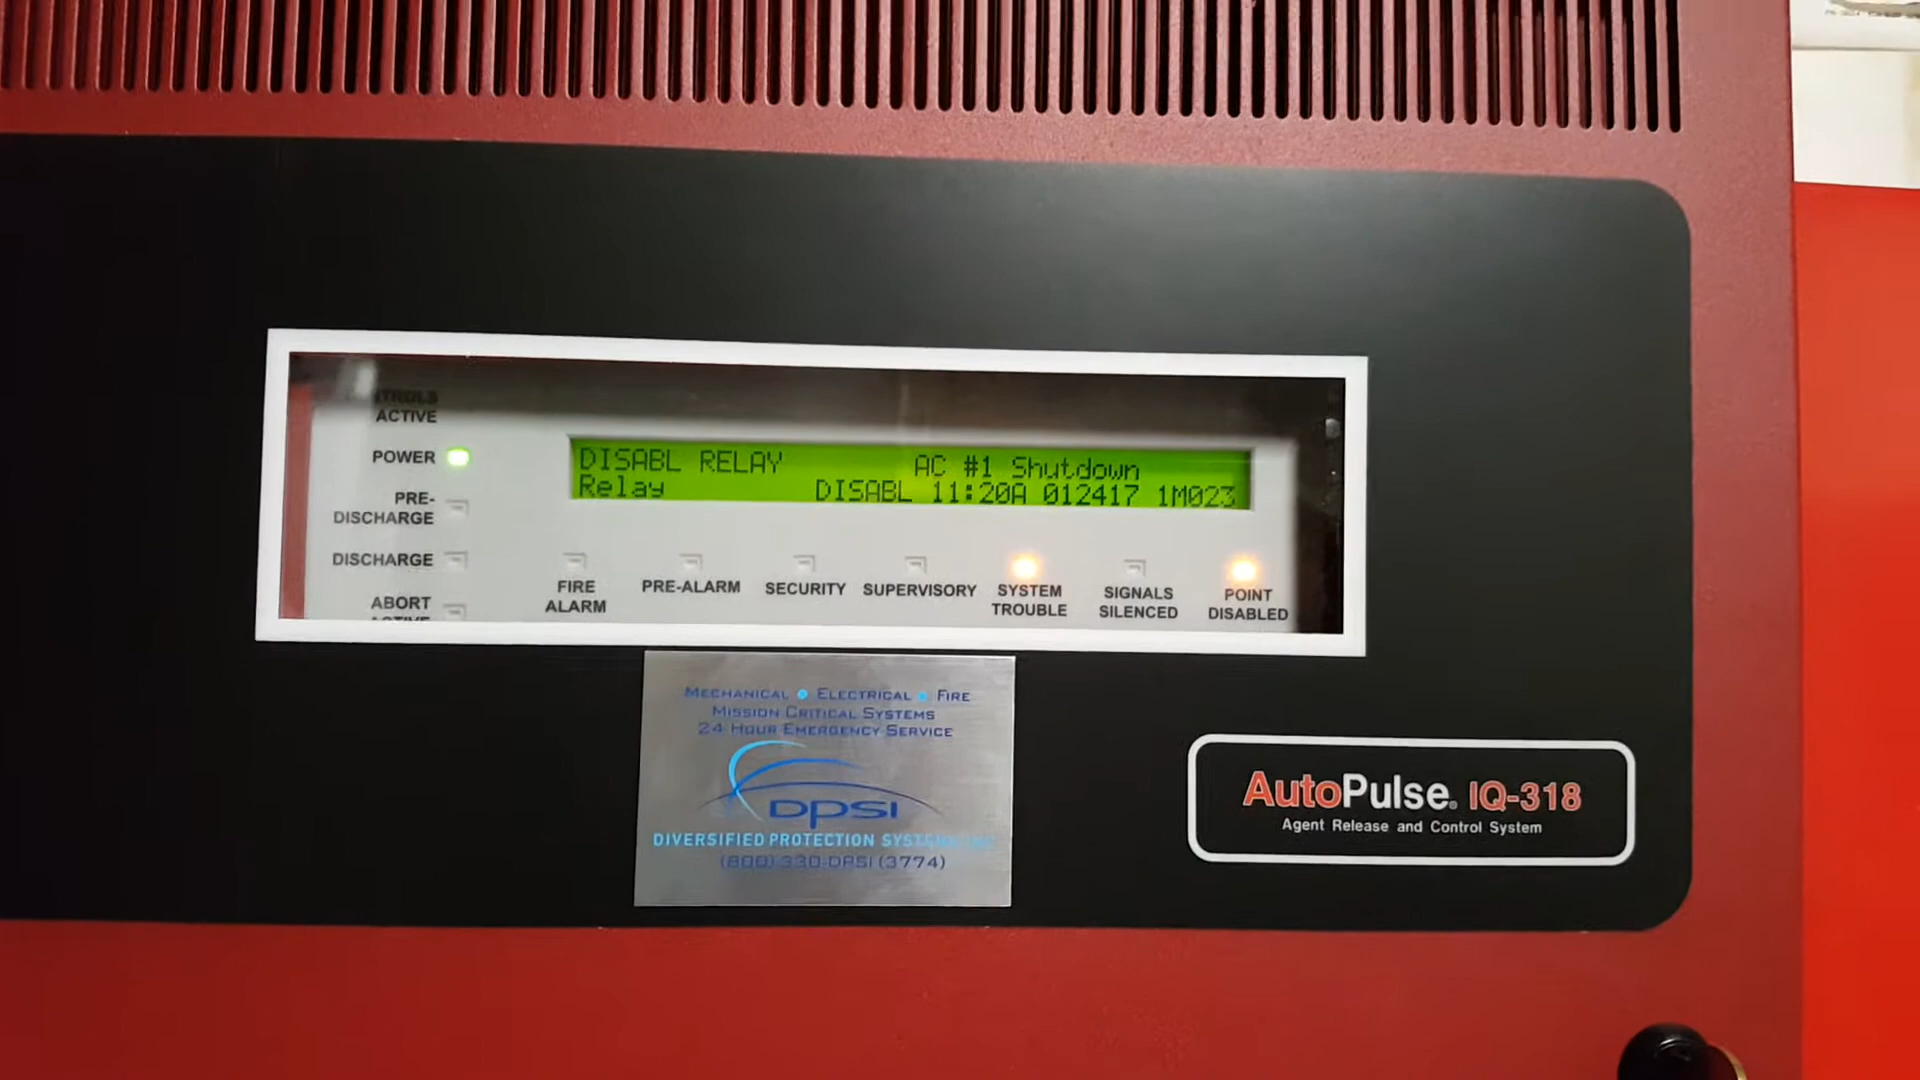 ACTIVE
POWER
PRE-
DISCHARGE
DISCHARGE
ABORT
DISABL RELAY AC #1 Shutdown
Relay DISABL 11:20A 012417 1M023
FIRE
ALARM
PRE-ALARM
SECURITY
SUPERVISORY
SYSTEM
TROUBLE
SIGNALS
SILENCED
POINT
DISABLED
MECHANICAL • ELECTRICAL • FIRE
MISSION CRITICAL SYSTEMS
24 HOUR EMERGENCY SERVICE
DPSI
DIVERSIFIED PROTECTION
(800)-330-DPSI (3774)
AutoPulse® IQ-318
Agent Release and Control System